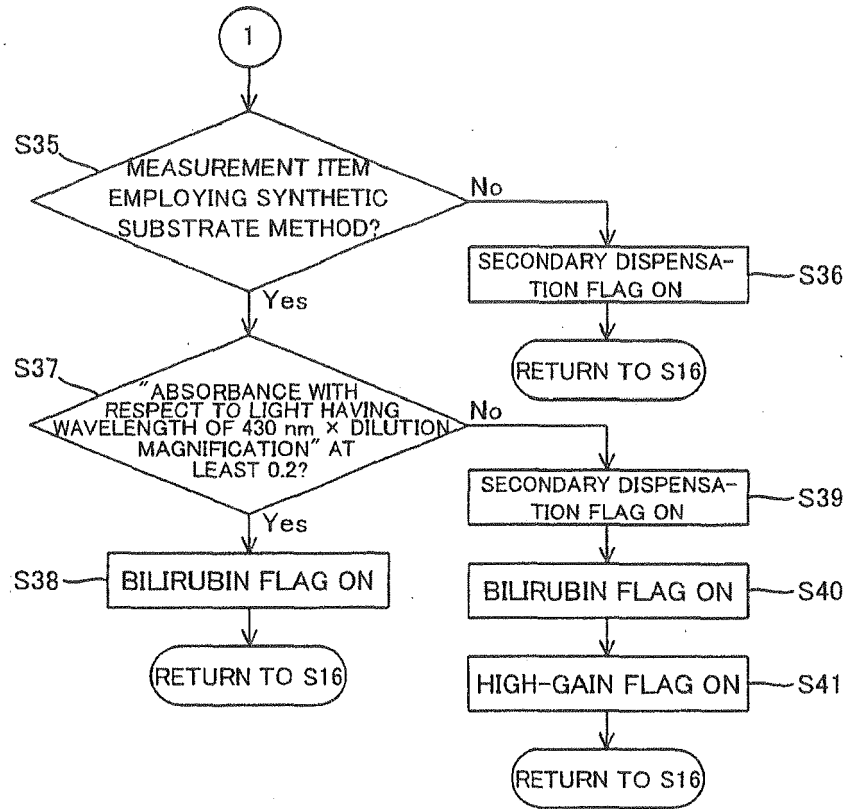 1
S35
MEASUREMENT ITEM
EMPLOYING SYNTHETIC
SUBSTRATE METHOD?
No
SECONDARY DISPENSA-
TION FLAG ON
S36
RETURN TO S16
Yes
S37
"ABSORBANCE WITH
RESPECT TO LIGHT HAVING
WAVELENGTH OF 430 nm × DILUTION
MAGNIFICATION" AT
LEAST 0.2?
No
SECONDARY DISPENSA-
TION FLAG ON
S39
Yes
S38
BILIRUBIN FLAG ON
BILIRUBIN FLAG ON
S40
RETURN TO S16
HIGH-GAIN FLAG ON
S41
RETURN TO S16